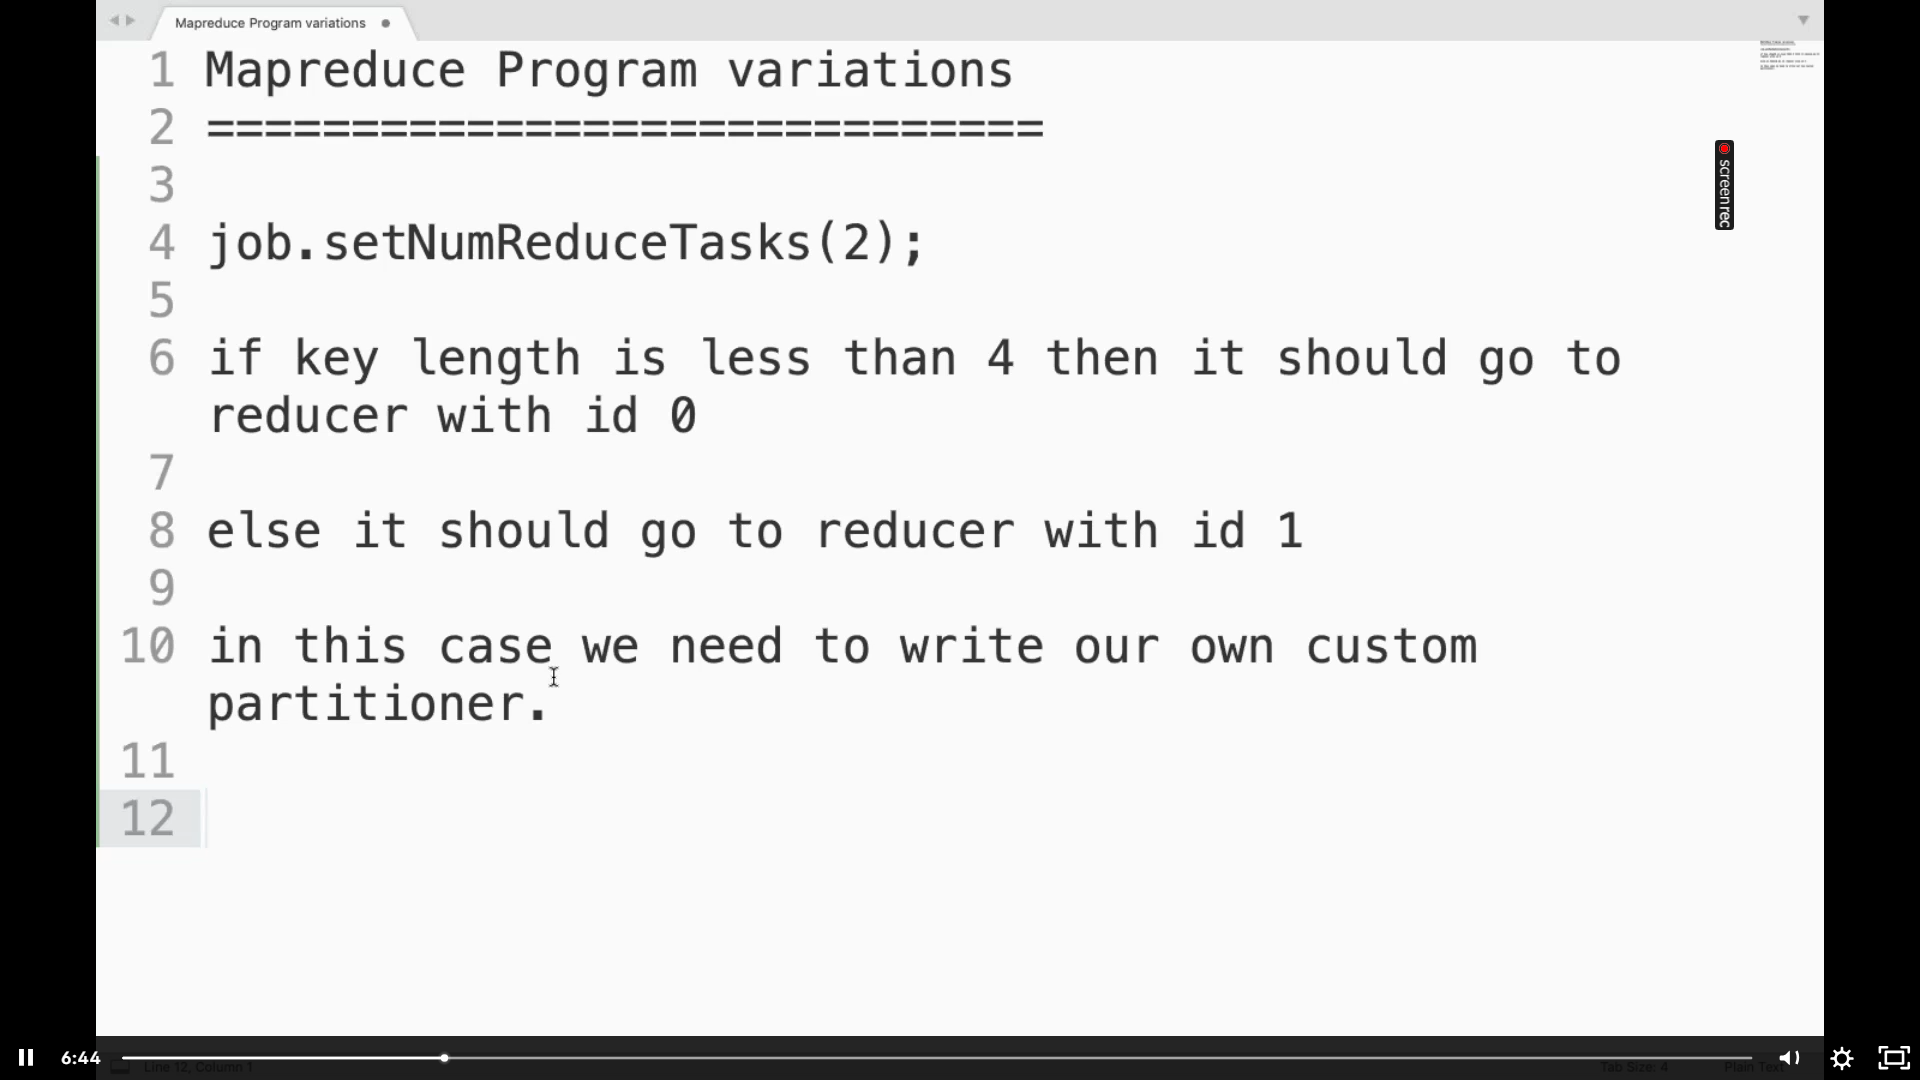 Mapreduce Program variations
1 Mapreduce Program variations
2 =============================
3
4 job.setNumReduceTasks(2);
5
6 if key length is less than 4 then it should go to
reducer with id 0
7
8 else it should go to reducer with id 1
9
10 in this case we need to write our own custom
partitioner.
11
12
screenrec
6:44
Line 12, Column 1
Tab Size: 4
Plain Text